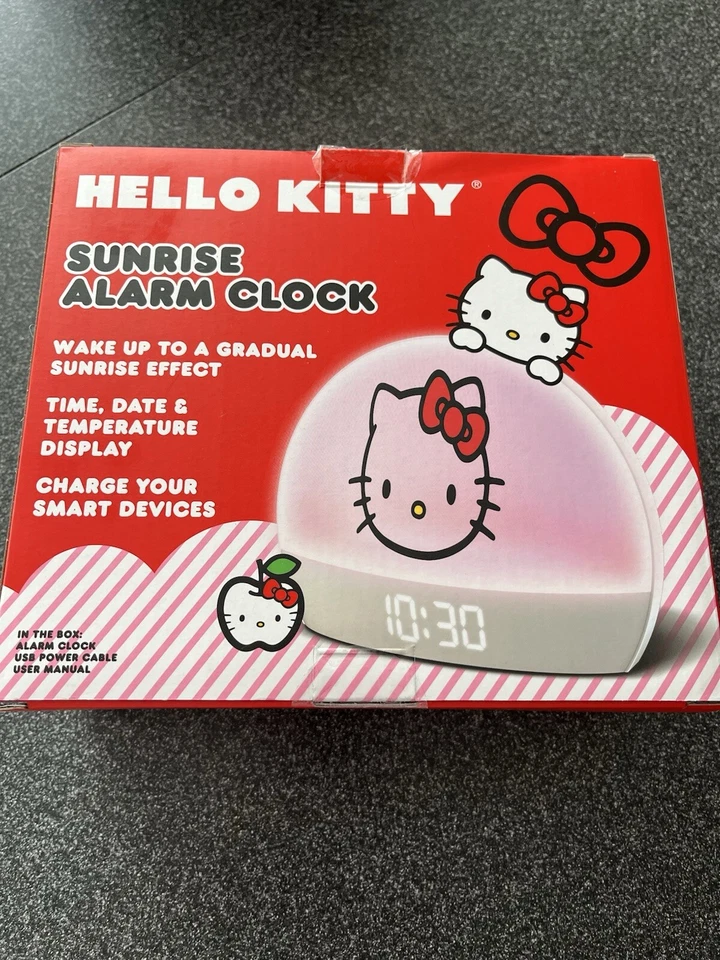 HELLO KITTY®
SUNRISE
ALARM CLOCK
WAKE UP TO A GRADUAL
SUNRISE EFFECT
TIME, DATE &
TEMPERATURE
DISPLAY
CHARGE YOUR
SMART DEVICES
10:30
IN THE BOX:
ALARM CLOCK
USB POWER CABLE
USER MANUAL